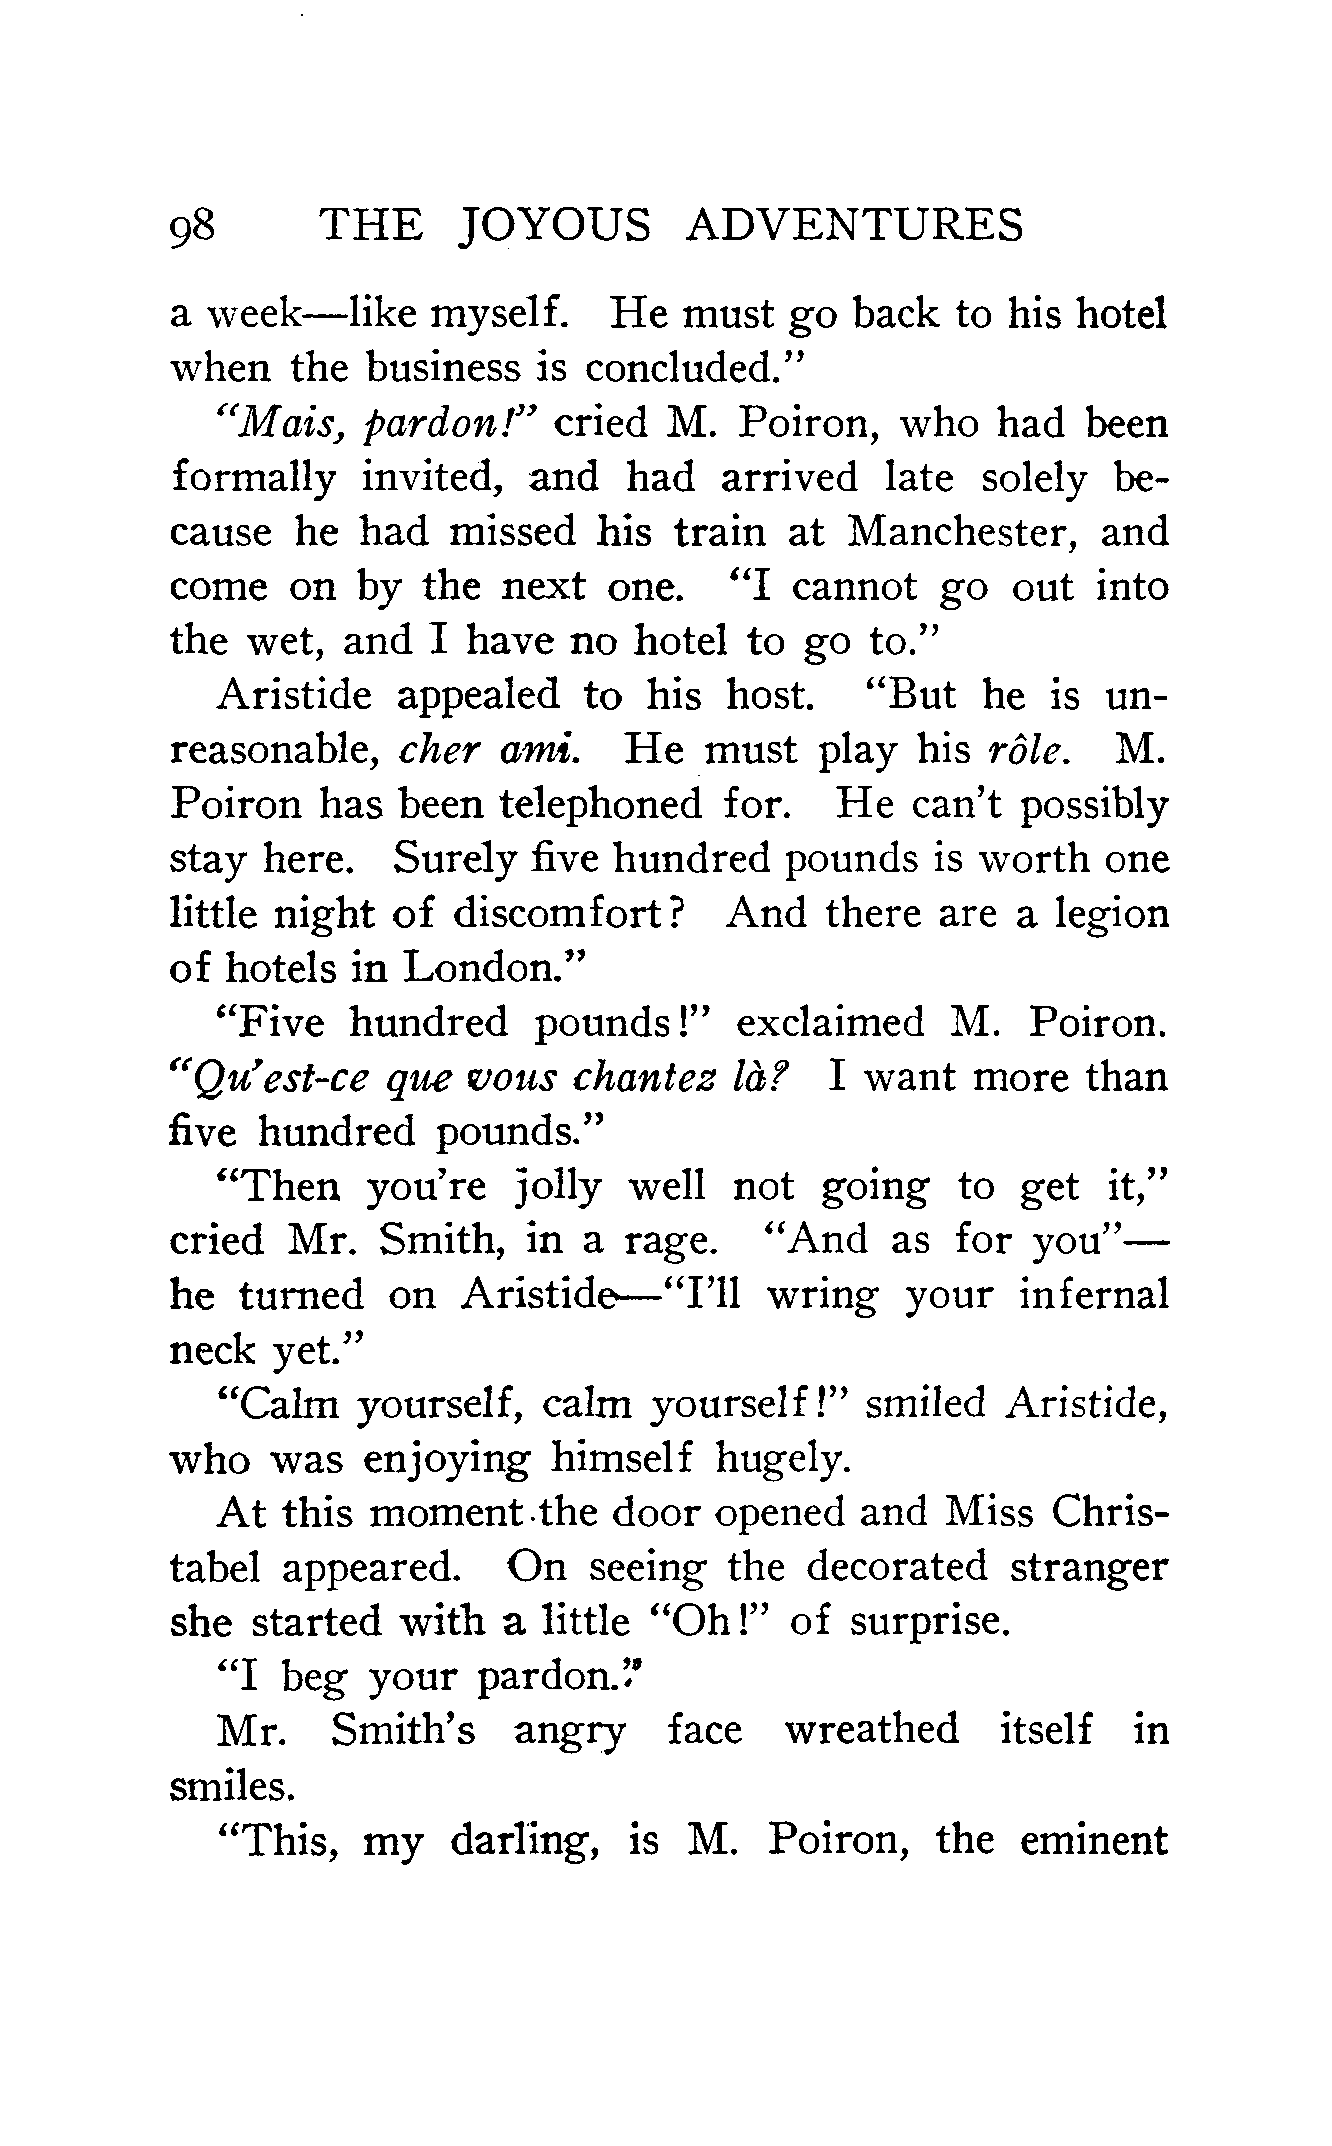 98 THE JOYOUS ADVENTURES
a week—like myself. He must go back to his hotel
when the business is concluded."
"Mais, pardon!" cried M. Poiron, who had been
formally invited, and had arrived late solely be-
cause he had missed his train at Manchester, and
come on by the next one. "I cannot go out into
the wet, and I have no hotel to go to."
Aristide appealed to his host. "But he is un-
reasonable, cher ami. He must play his rôle. M.
Poiron has been telephoned for. He can't possibly
stay here. Surely five hundred pounds is worth one
little night of discomfort? And there are a legion
of hotels in London."
"Five hundred pounds!" exclaimed M. Poiron.
"Qu'est-ce que vous chantez là? I want more than
five hundred pounds."
"Then you're jolly well not going to get it,"
cried Mr. Smith, in a rage. "And as for you"—
he turned on Aristide—"I'll wring your infernal
neck yet."
"Calm yourself, calm yourself!" smiled Aristide,
who was enjoying himself hugely.
At this moment the door opened and Miss Chris-
tabel appeared. On seeing the decorated stranger
she started with a little "Oh!" of surprise.
"I beg your pardon."
Mr. Smith's angry face wreathed itself in
smiles.
"This, my darling, is M. Poiron, the eminent